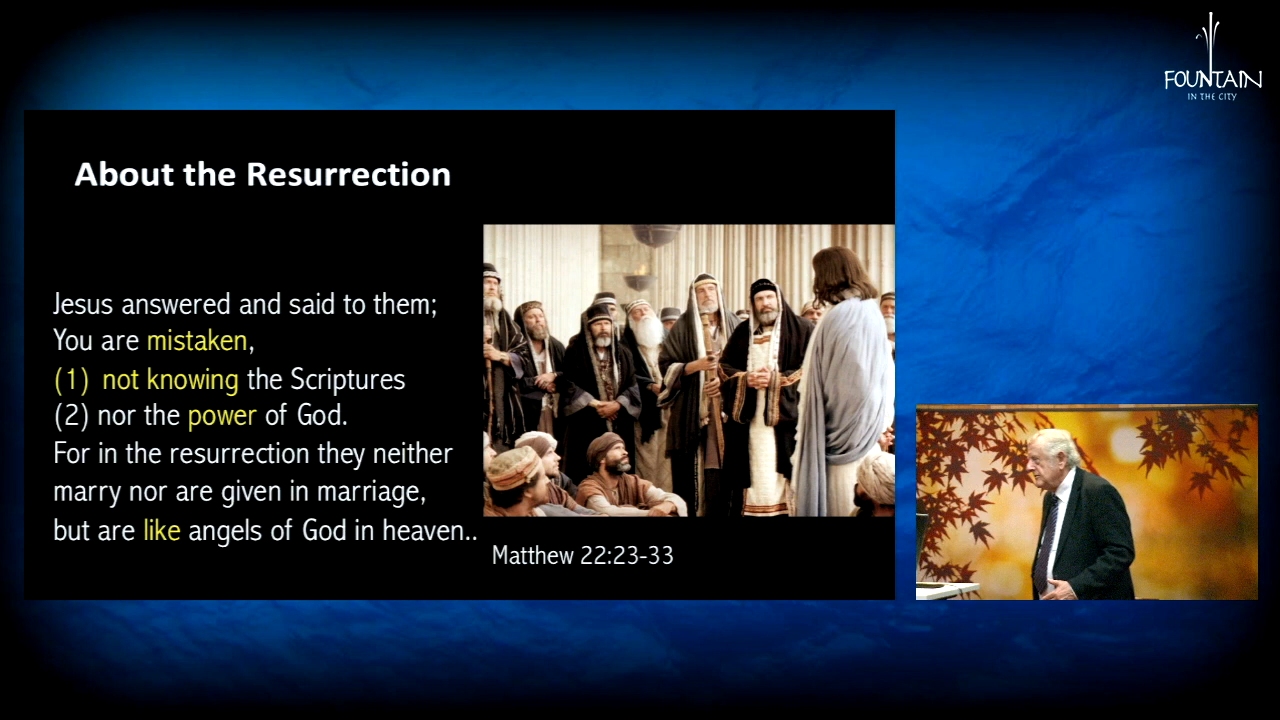 FOUNTAIN
IN THE CITY
About the Resurrection
Jesus answered and said to them;
You are mistaken,
(1) not knowing the Scriptures
(2) nor the power of God.
For in the resurrection they neither
marry nor are given in marriage,
but are like angels of God in heaven..
Matthew 22:23-33